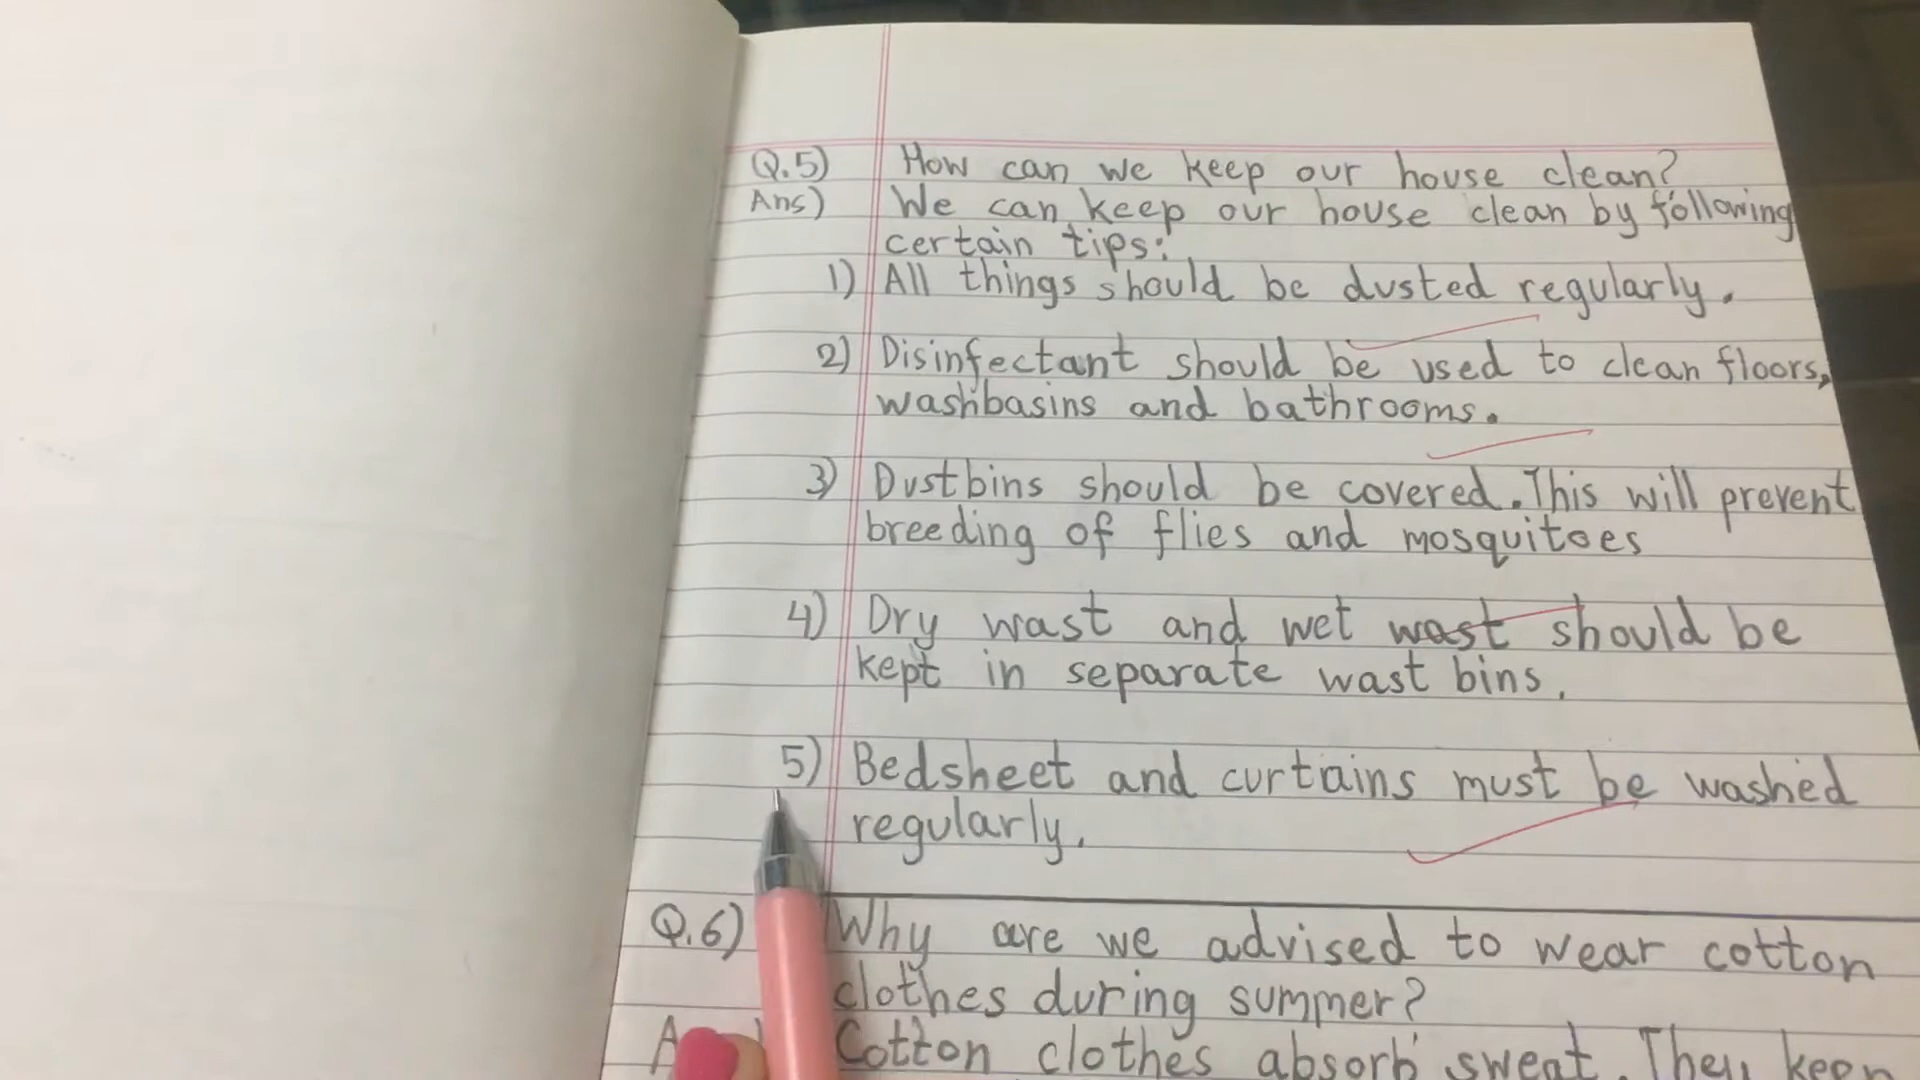 Q.5) How can we keep our house clean?
Ans) We can keep our house clean by following
certain tips:
1) All things should be dusted regularly.
2) Disinfectant should be used to clean floors,
washbasins and bathrooms.
3) Dustbins should be covered. This will prevent
breeding of flies and mosquitoes
4) Dry wast and wet wast should be
kept in separate wast bins.
5) Bedsheet and curtains must be washed
regularly.
Q.6) Why are we advised to wear cotton
clothes during summer?
Cotton clothes absorb sweat. They keep